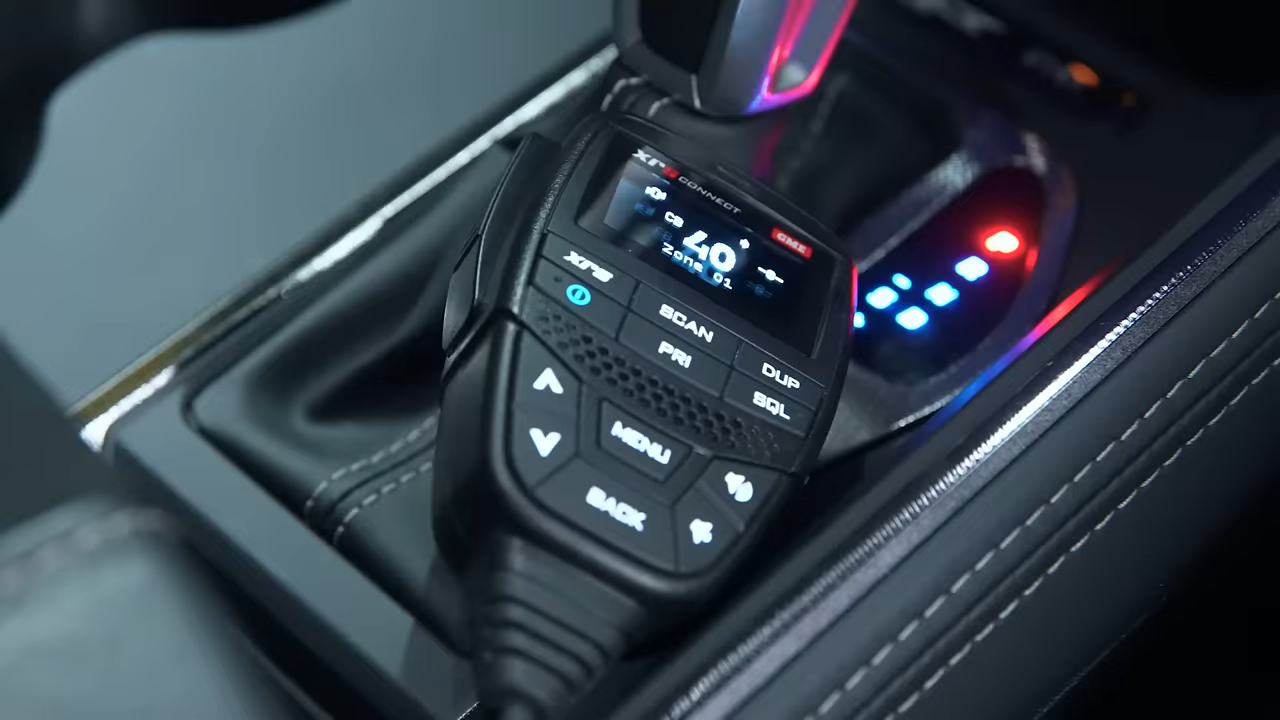 XRS CONNECT
GME
CB
40
Zone 01
XRS
SCAN
PRI
DUP
SQL
MENU
BACK